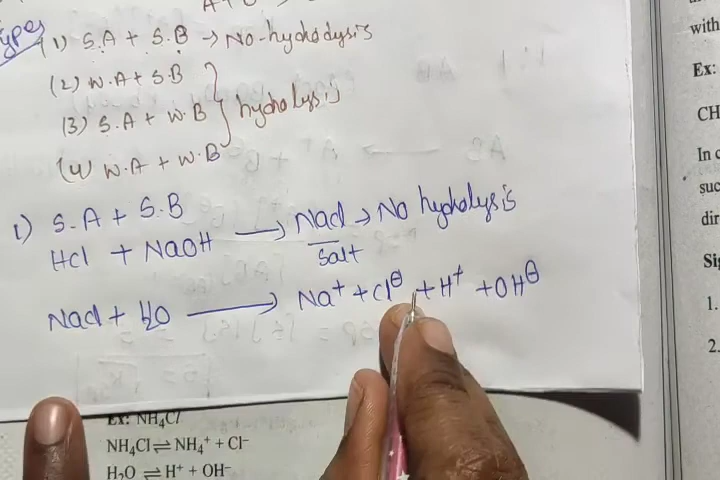 Types
(1) S.A + S.B → No-hydrolysis
(2) W.A + S.B
(3) S.A + W.B } hydrolysis
(4) W.A + W.B
1) S.A + S.B
HCl + NaOH → NaCl → No hydrolysis
Salt
NaCl + H2O → Na⁺ + Cl⊖ + H⁺ + OH⊖
Ex: NH₄Cl
NH₄Cl ⇌ NH₄⁺ + Cl⁻
H₂O ⇌ H⁺ + OH⁻
with
Ex:
CH
In c
suc
dir
Si
1.
2.